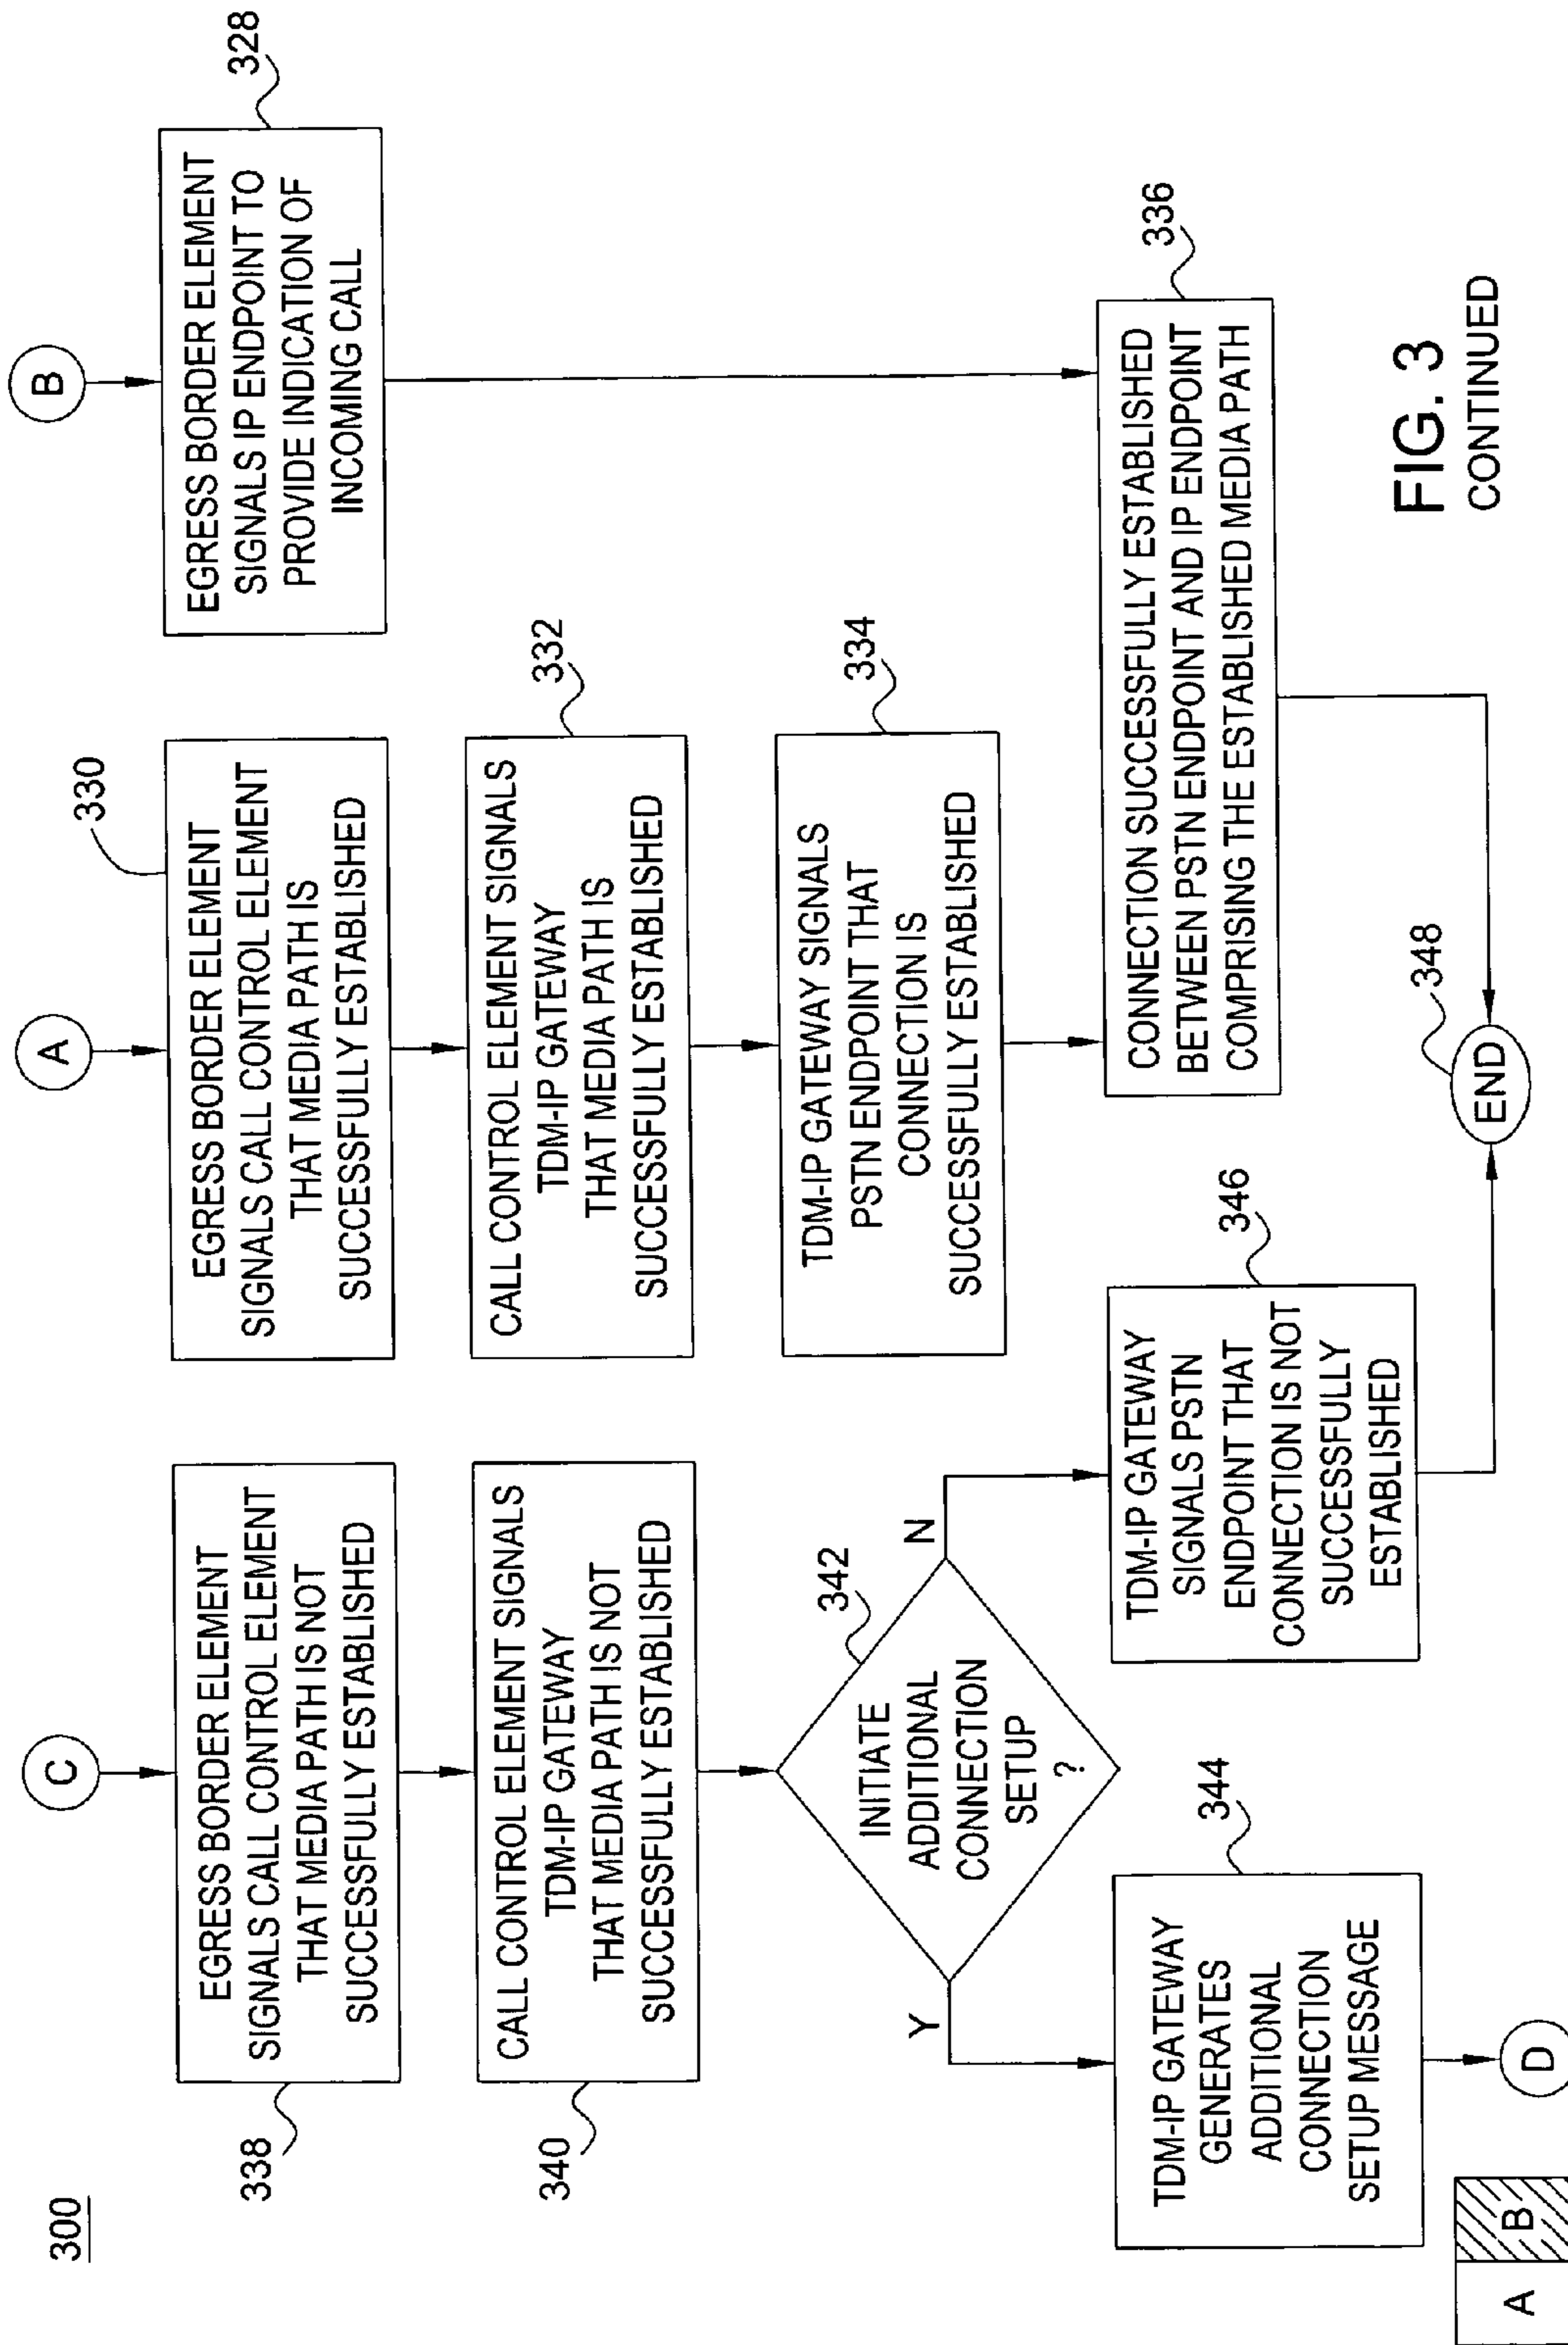 300
C
EGRESS BORDER ELEMENT
SIGNALS CALL CONTROL ELEMENT
THAT MEDIA PATH IS NOT
SUCCESSFULLY ESTABLISHED
338
CALL CONTROL ELEMENT SIGNALS
TDM-IP GATEWAY
THAT MEDIA PATH IS NOT
SUCCESSFULLY ESTABLISHED
340
INITIATE
ADDITIONAL
CONNECTION
SETUP
?
342
Y
N
TDM-IP GATEWAY
GENERATES
ADDITIONAL
CONNECTION
SETUP MESSAGE
344
D
TDM-IP GATEWAY
SIGNALS PSTN
ENDPOINT THAT
CONNECTION IS NOT
SUCCESSFULLY
ESTABLISHED
346
A
EGRESS BORDER ELEMENT
SIGNALS CALL CONTROL ELEMENT
THAT MEDIA PATH IS
SUCCESSFULLY ESTABLISHED
330
CALL CONTROL ELEMENT SIGNALS
TDM-IP GATEWAY
THAT MEDIA PATH IS
SUCCESSFULLY ESTABLISHED
332
TDM-IP GATEWAY SIGNALS
PSTN ENDPOINT THAT
CONNECTION IS
SUCCESSFULLY ESTABLISHED
334
B
EGRESS BORDER ELEMENT
SIGNALS IP ENDPOINT TO
PROVIDE INDICATION OF
INCOMING CALL
328
CONNECTION SUCCESSFULLY ESTABLISHED
BETWEEN PSTN ENDPOINT AND IP ENDPOINT
COMPRISING THE ESTABLISHED MEDIA PATH
336
END
348
A
B
FIG. 3
CONTINUED